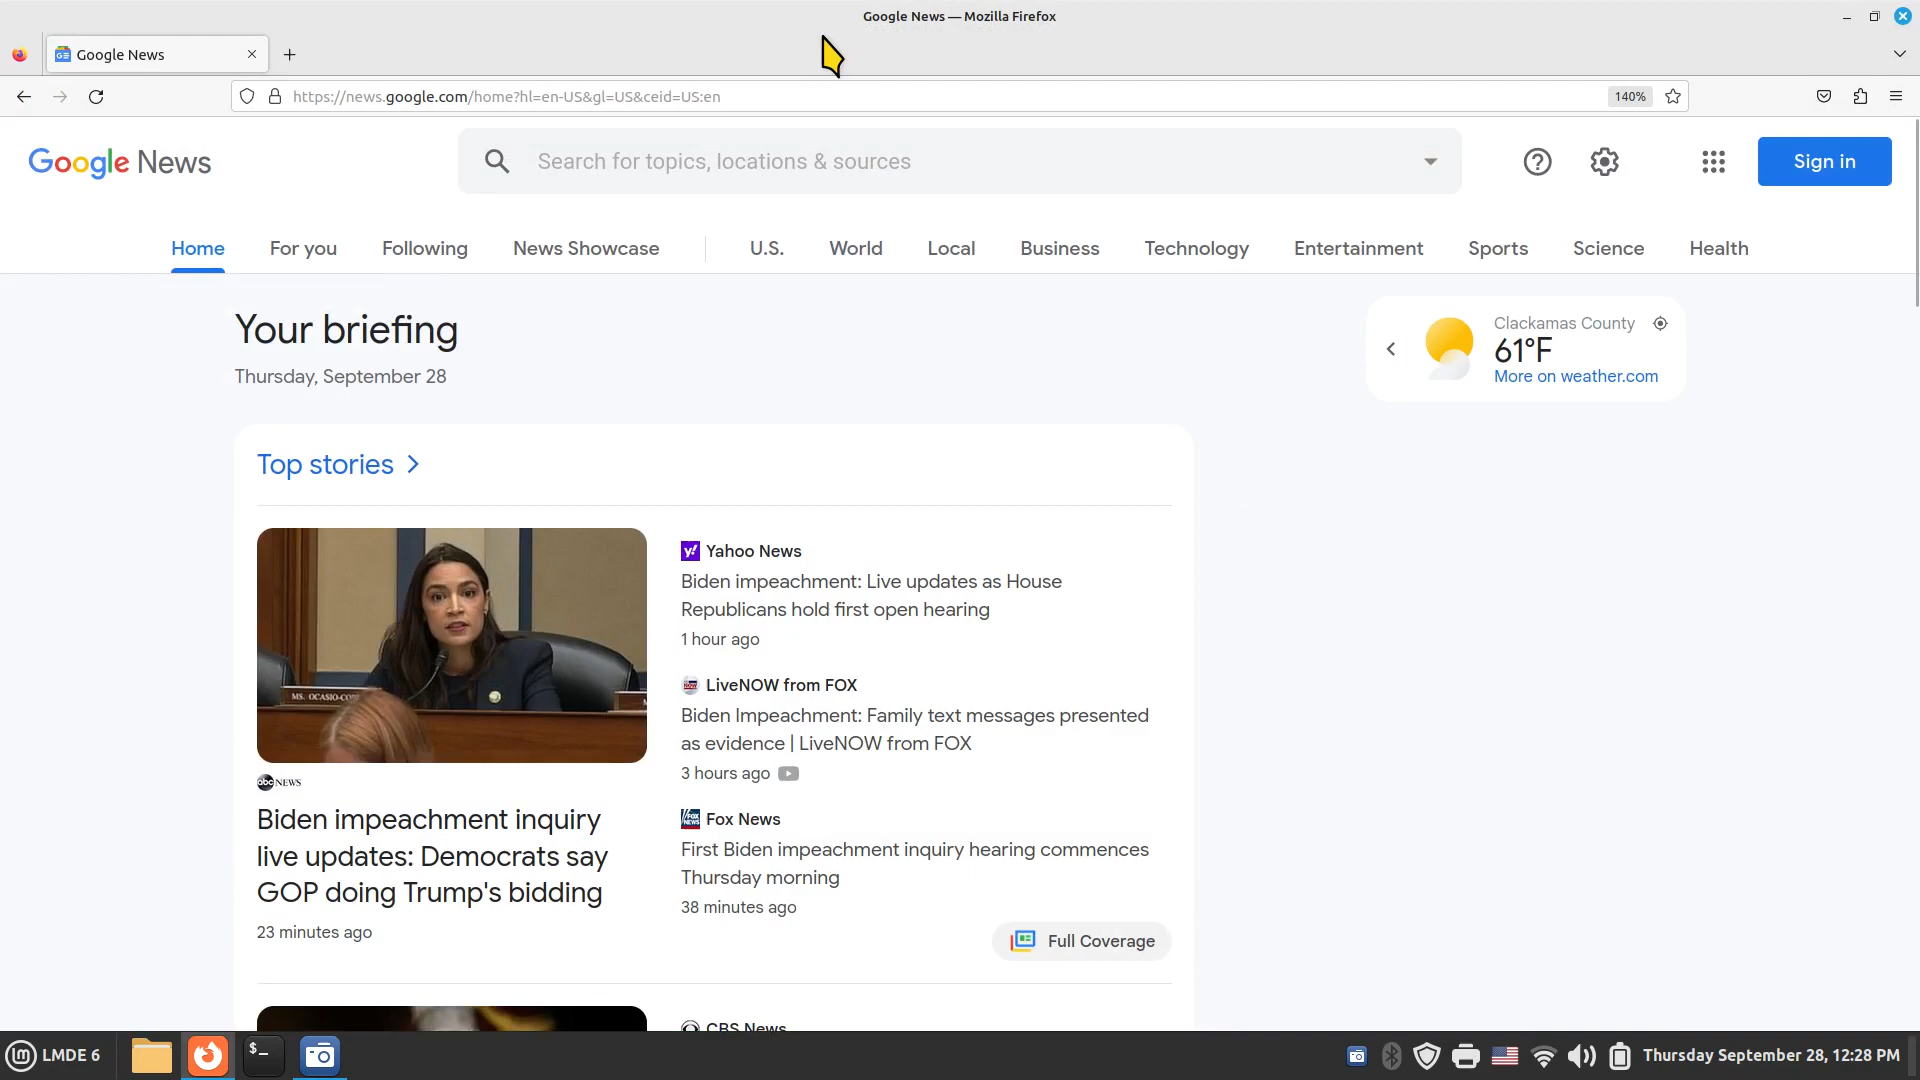 Google News — Mozilla Firefox
Google News
https://news.google.com/home?hl=en-US&gl=US&ceid=US:en
140%
Google News
Search for topics, locations & sources
Sign in
Home
For you
Following
News Showcase
U.S.
World
Local
Business
Technology
Entertainment
Sports
Science
Health
Your briefing
Thursday, September 28
Clackamas County
61°F
More on weather.com
Top stories
MS. OCASIO-CO
abc NEWS
Biden impeachment inquiry
live updates: Democrats say
GOP doing Trump's bidding
23 minutes ago
Yahoo News
Biden impeachment: Live updates as House
Republicans hold first open hearing
1 hour ago
LiveNOW from FOX
Biden Impeachment: Family text messages presented
as evidence | LiveNOW from FOX
3 hours ago
Fox News
First Biden impeachment inquiry hearing commences
Thursday morning
38 minutes ago
Full Coverage
CBS News
LMDE 6
Thursday September 28, 12:28 PM